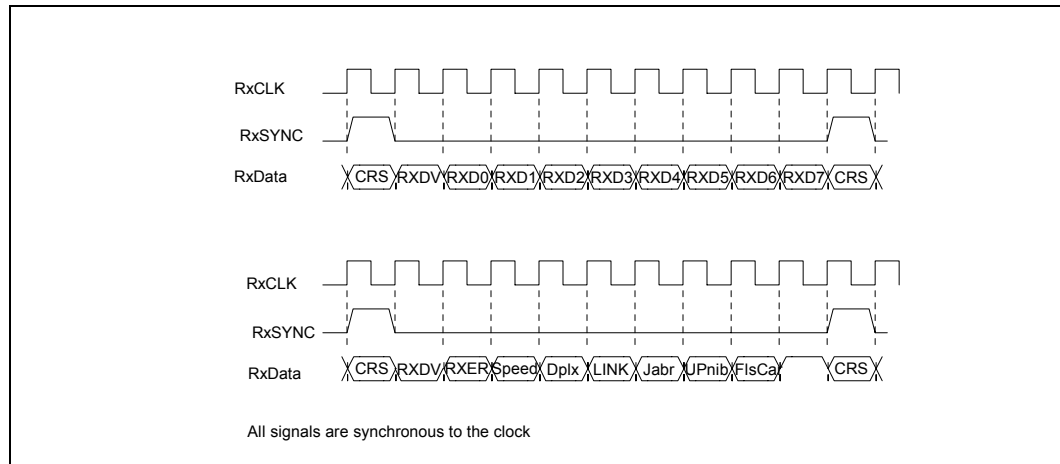 RxCLK
RxSYNC
RxData CRS RXDV RXD0 RXD1 RXD2 RXD3 RXD4 RXD5 RXD6 RXD7 CRS
RxCLK
RxSYNC
RxData CRS RXDV RXER Speed Dplx LINK Jabr UPnib FlsCar CRS
All signals are synchronous to the clock